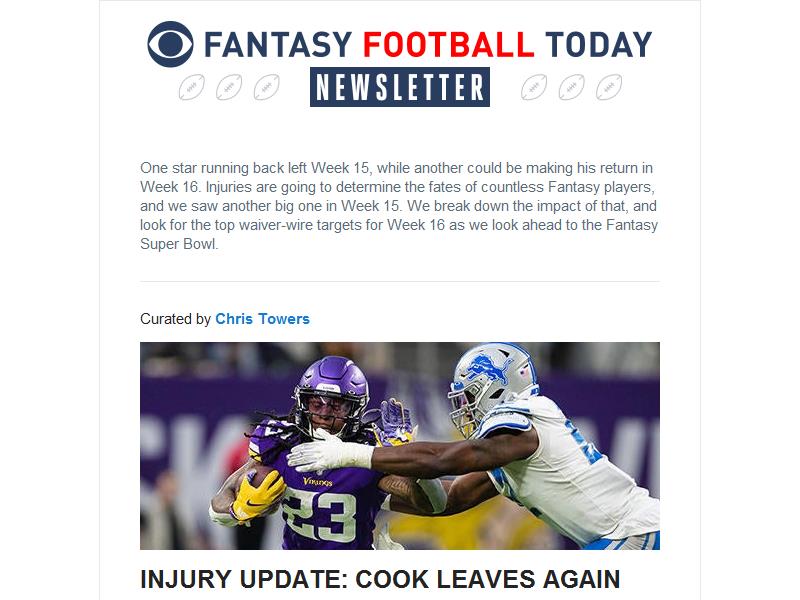 FANTASY FOOTBALL TODAY
NEWSLETTER
One star running back left Week 15, while another could be making his return in
Week 16. Injuries are going to determine the fates of countless Fantasy players,
and we saw another big one in Week 15. We break down the impact of that, and
look for the top waiver-wire targets for Week 16 as we look ahead to the Fantasy
Super Bowl.
Curated by Chris Towers
VIKINGS
23
INJURY UPDATE: COOK LEAVES AGAIN